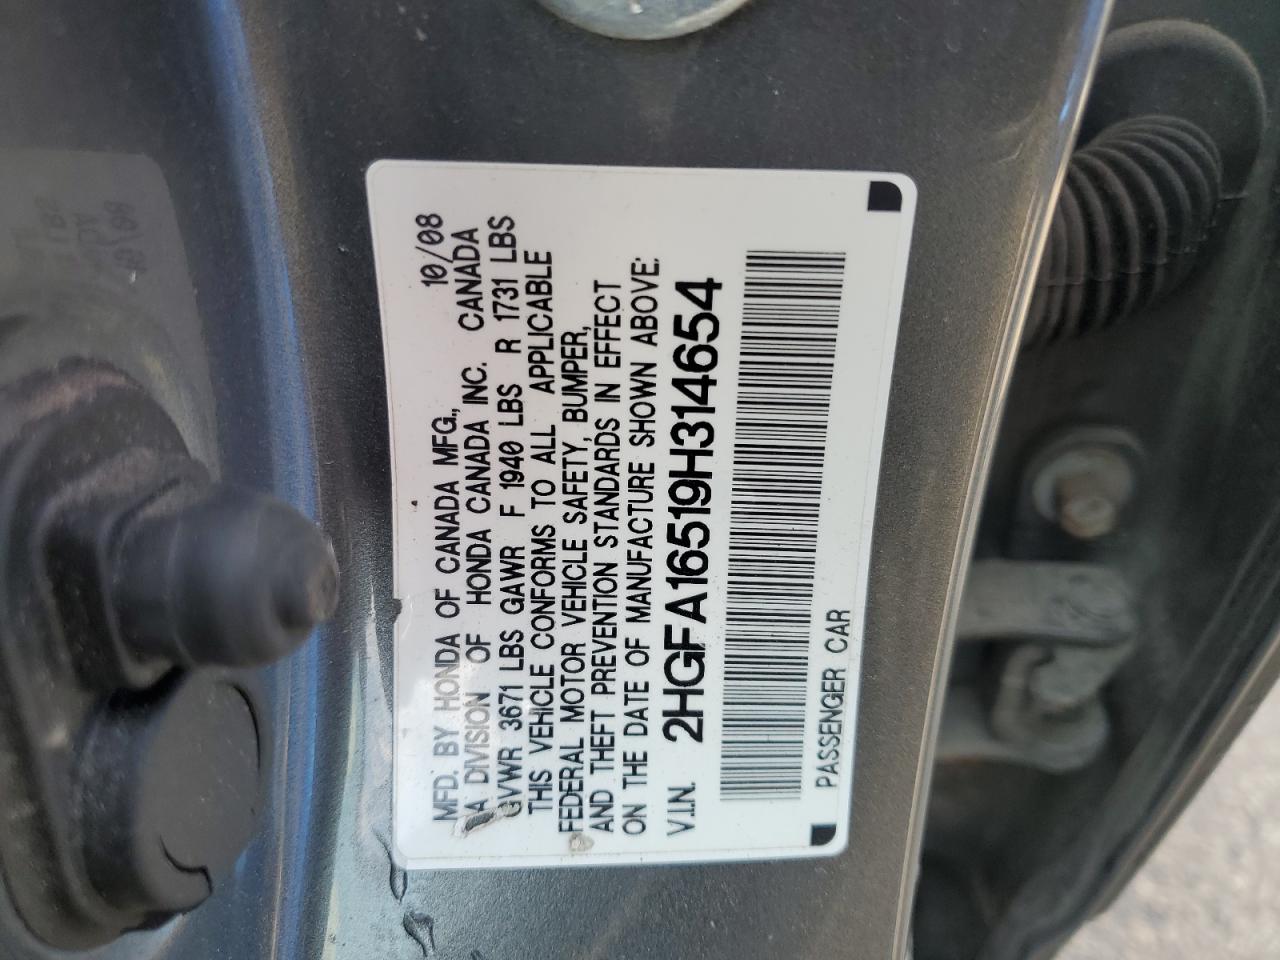 MFD. BY HONDA OF CANADA MFG., 10/08
A DIVISION OF HONDA CANADA INC. CANADA
GVWR 3671 LBS GAWR F 1940 LBS R 1731 LBS
THIS VEHICLE CONFORMS TO ALL APPLICABLE
FEDERAL MOTOR VEHICLE SAFETY, BUMPER,
AND THEFT PREVENTION STANDARDS IN EFFECT
ON THE DATE OF MANUFACTURE SHOWN ABOVE:
V.I.N. 2HGFA16519H314654
PASSENGER CAR